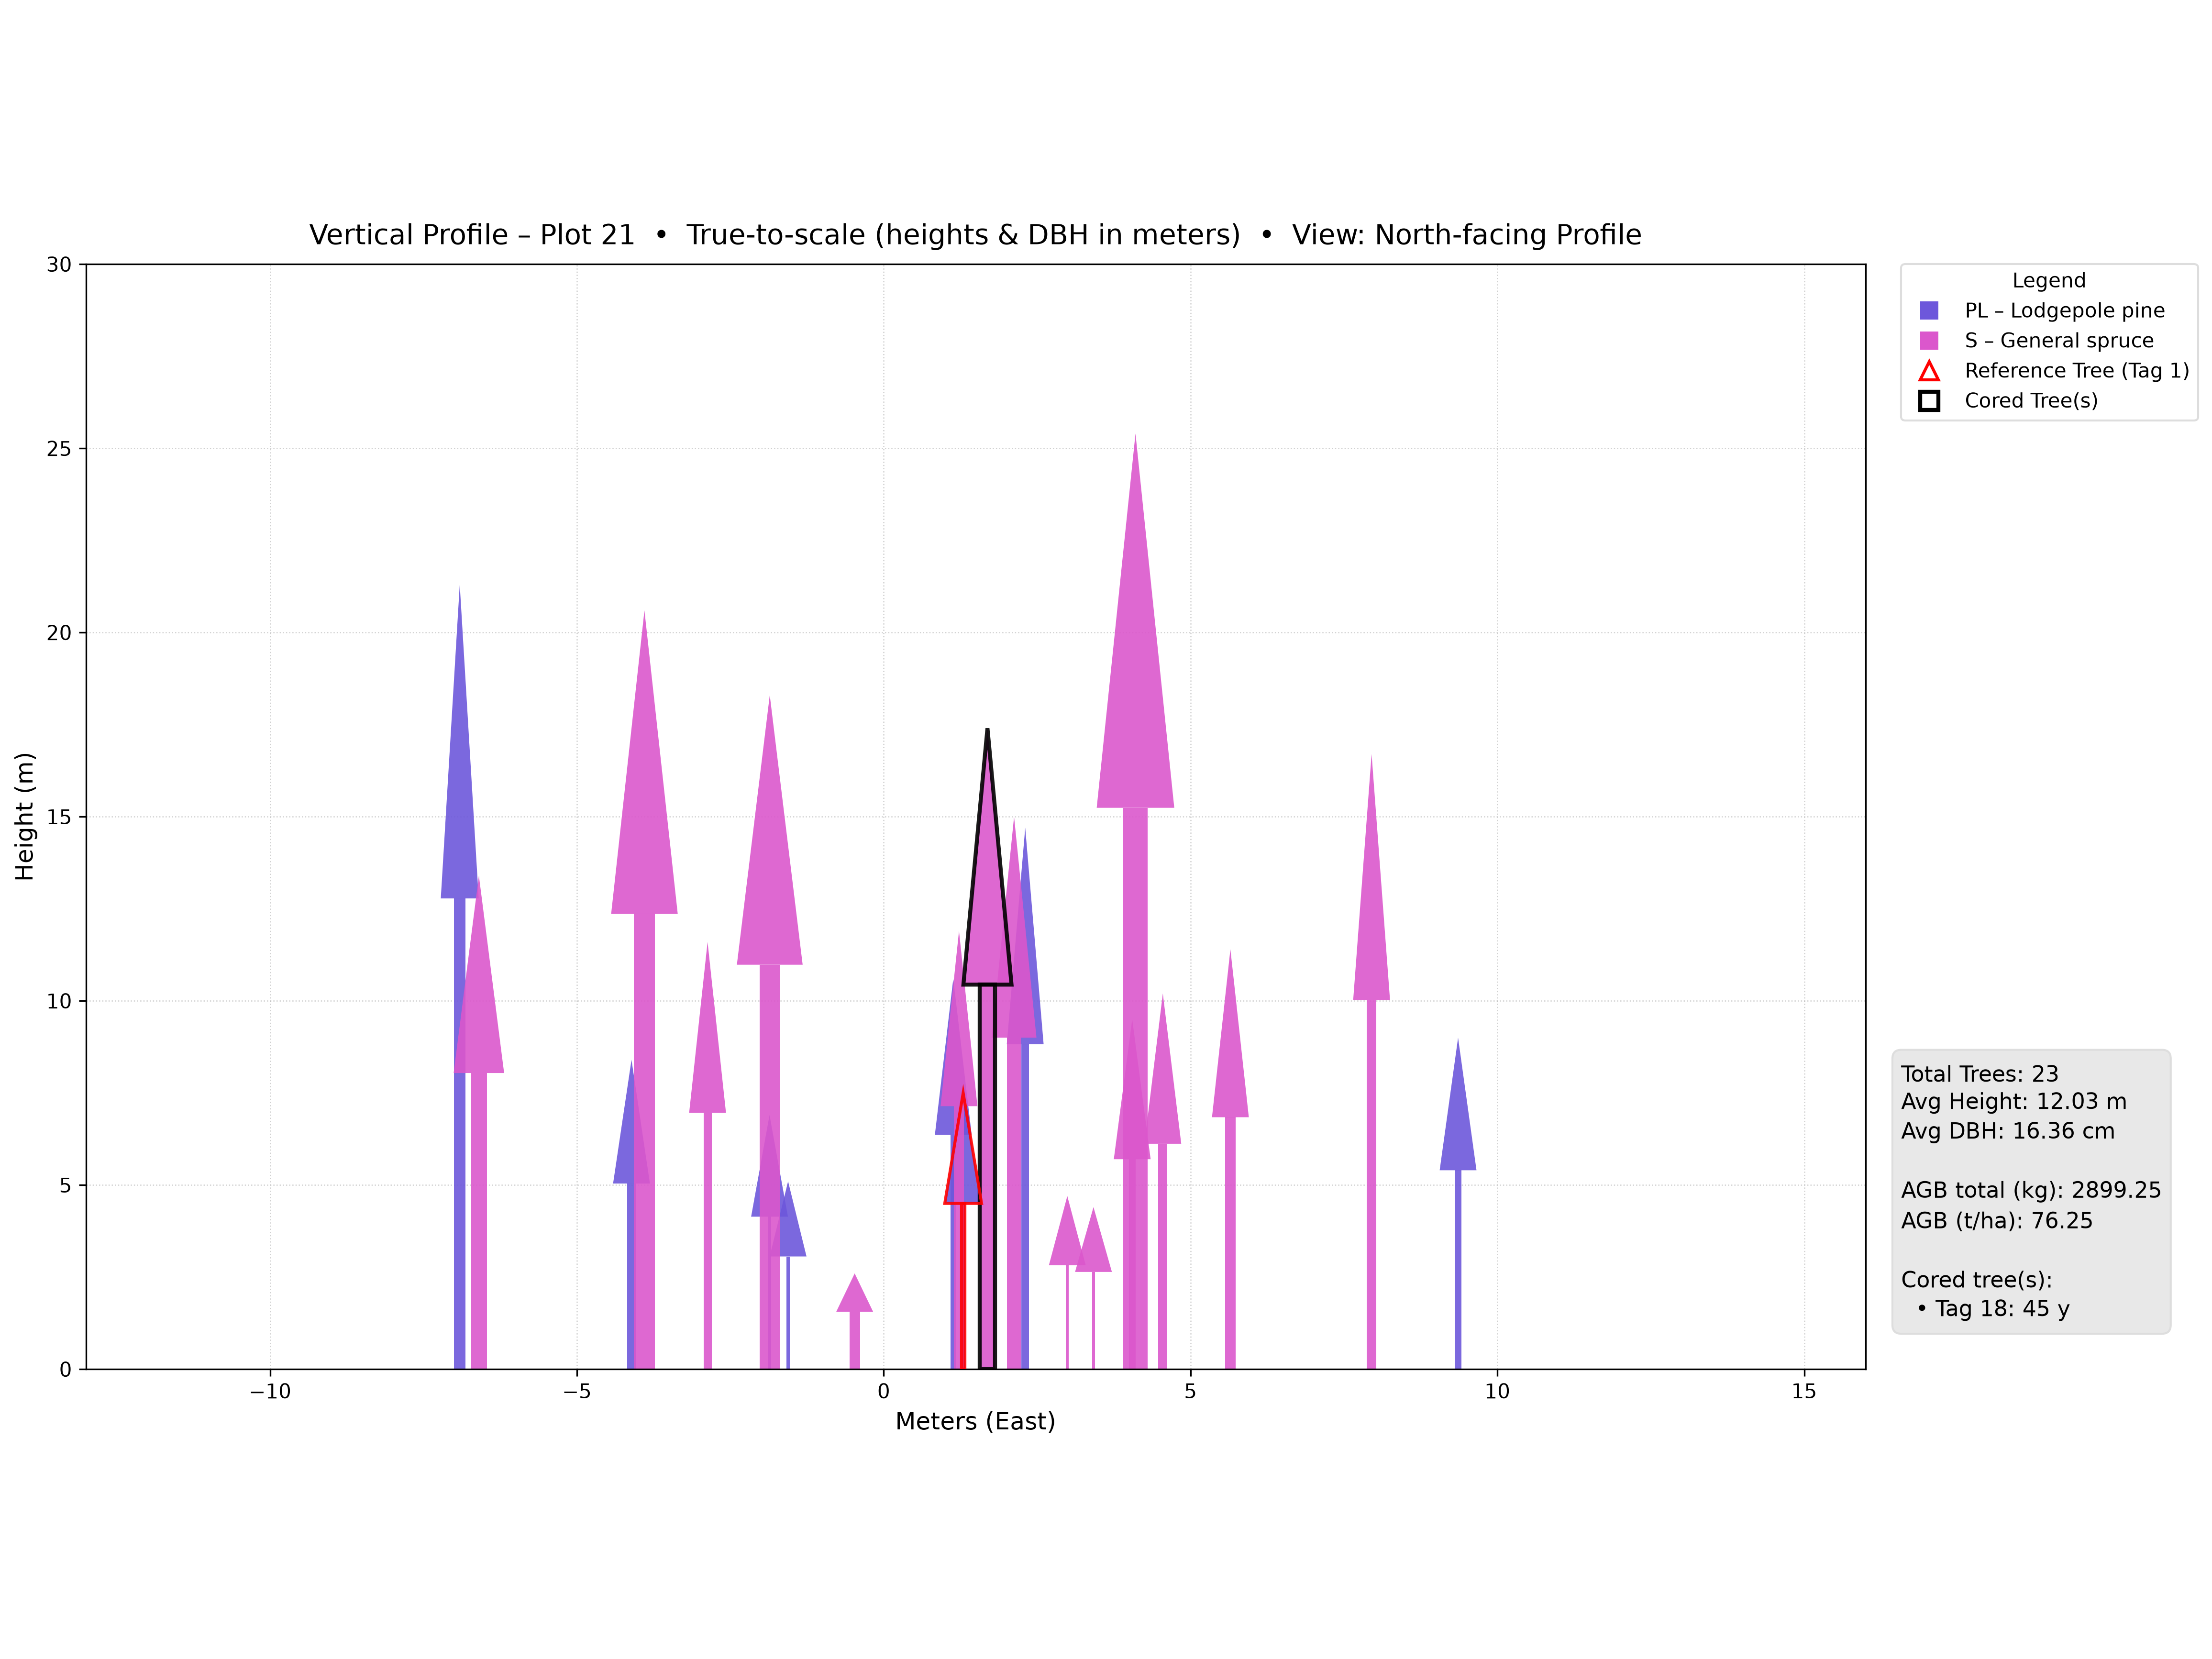 Vertical Profile – Plot 21 • True-to-scale (heights & DBH in meters) • View: North-facing Profile
30
25
20
15
10
5
0
Height (m)
−10
−5
0
5
10
15
Meters (East)
Legend
PL – Lodgepole pine
S – General spruce
Reference Tree (Tag 1)
Cored Tree(s)
Total Trees: 23
Avg Height: 12.03 m
Avg DBH: 16.36 cm
AGB total (kg): 2899.25
AGB (t/ha): 76.25
Cored tree(s):
• Tag 18: 45 y